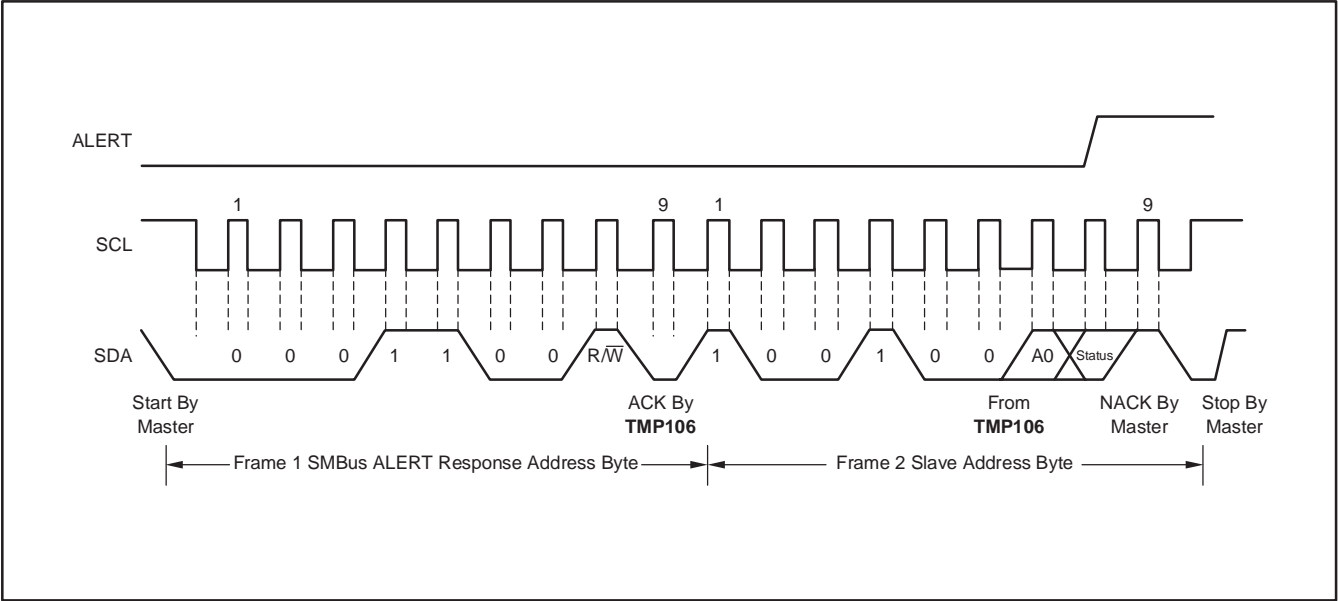 ALERT
1 9 1 9
SCL
SDA 0 0 0 1 1 0 0 R/W̅ 1 0 0 1 0 0 A0 Status
Start By
Master
ACK By
TMP106
From
TMP106
NACK By
Master
Stop By
Master
Frame 1 SMBus ALERT Response Address Byte
Frame 2 Slave Address Byte